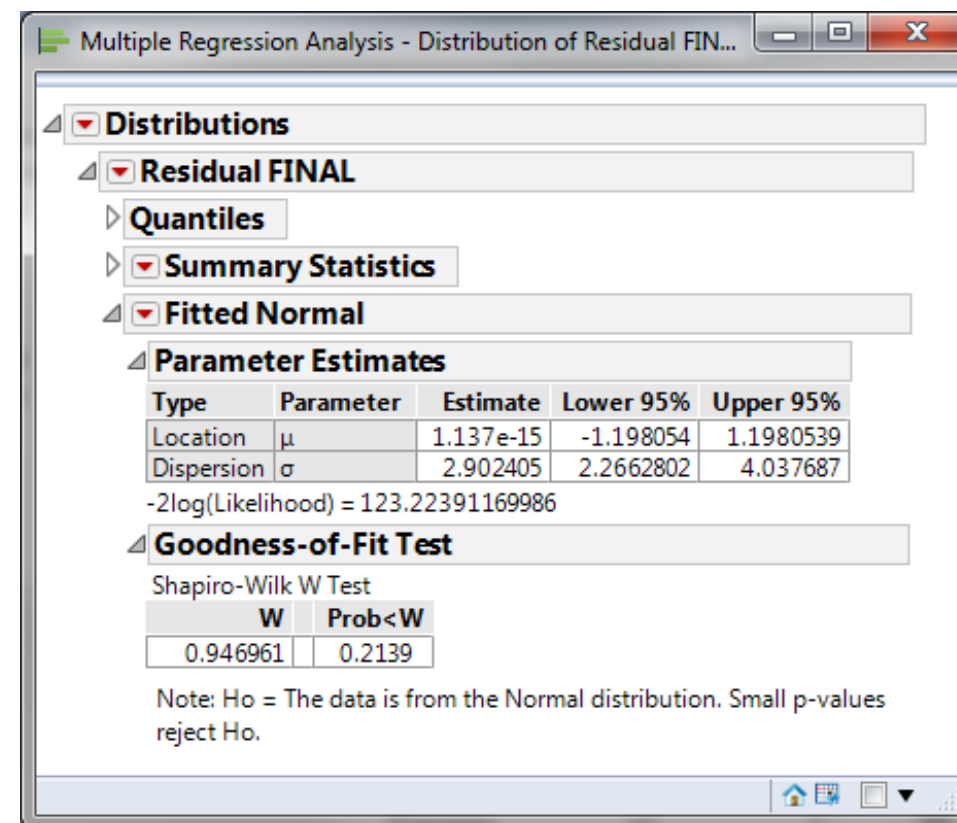 Multiple Regression Analysis - Distribution of Residual FIN...
Distributions
Residual FINAL
Quantiles
Summary Statistics
Fitted Normal
Parameter Estimates
Type Parameter Estimate Lower 95% Upper 95%
Location μ 1.137e-15 -1.198054 1.1980539
Dispersion σ 2.902405 2.2662802 4.037687
-2log(Likelihood) = 123.22391169986
Goodness-of-Fit Test
Shapiro-Wilk W Test
W Prob<W
0.946961 0.2139
Note: Ho = The data is from the Normal distribution. Small p-values
reject Ho.